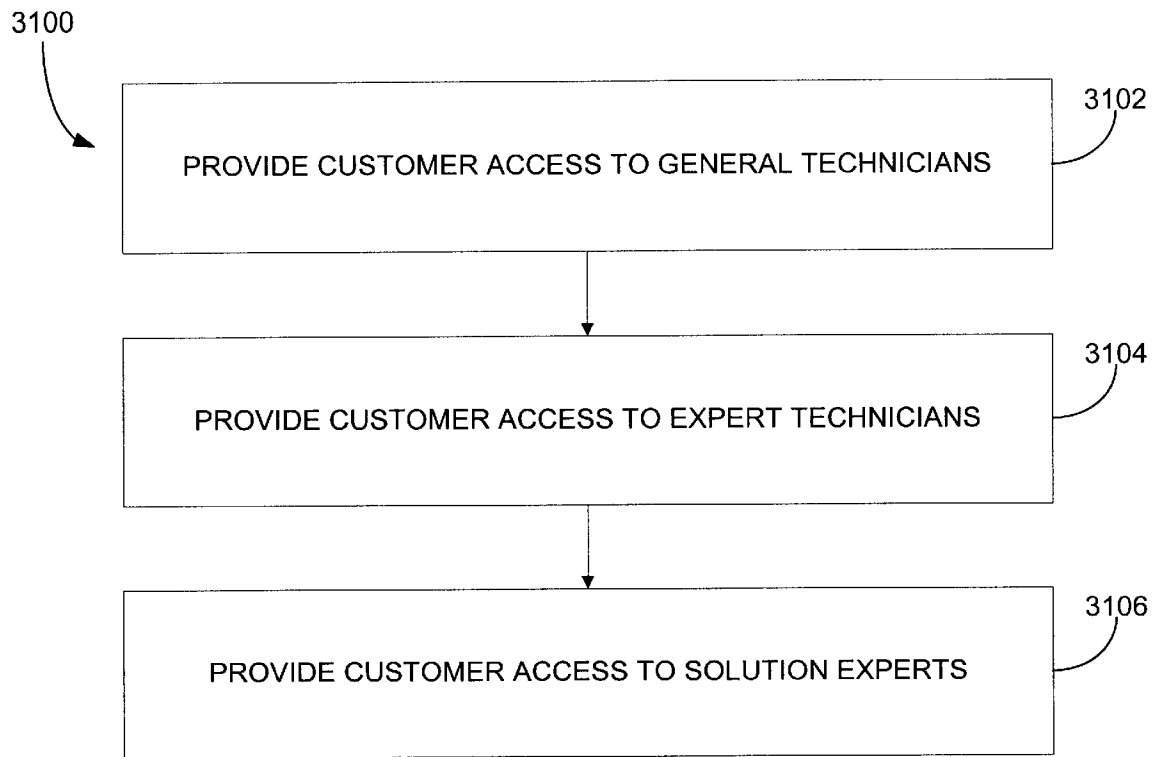 3100
3102
PROVIDE CUSTOMER ACCESS TO GENERAL TECHNICIANS
3104
PROVIDE CUSTOMER ACCESS TO EXPERT TECHNICIANS
3106
PROVIDE CUSTOMER ACCESS TO SOLUTION EXPERTS